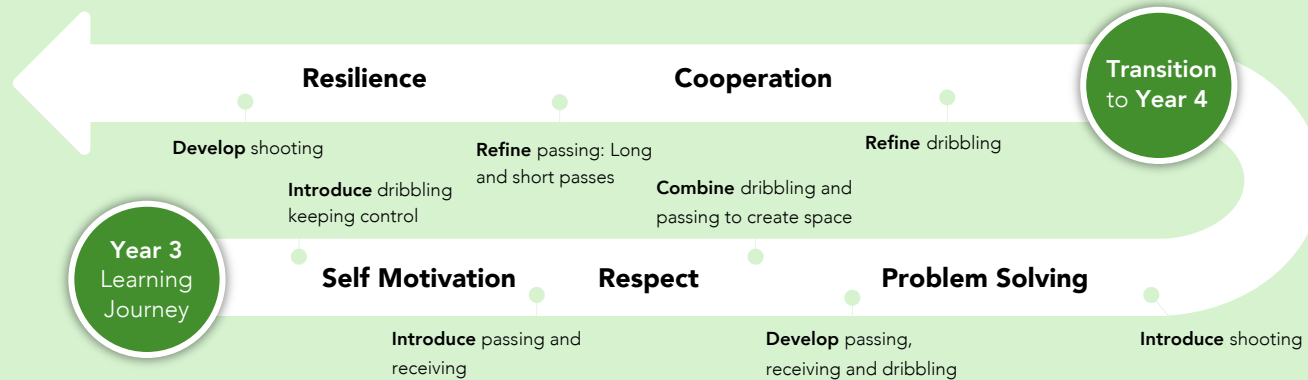 Resilience
Cooperation
Transition
to Year 4
Develop shooting
Refine passing: Long
and short passes
Refine dribbling
Introduce dribbling
keeping control
Combine dribbling and
passing to create space
Year 3
Learning
Journey
Self Motivation
Respect
Problem Solving
Introduce passing and
receiving
Develop passing,
receiving and dribbling
Introduce shooting